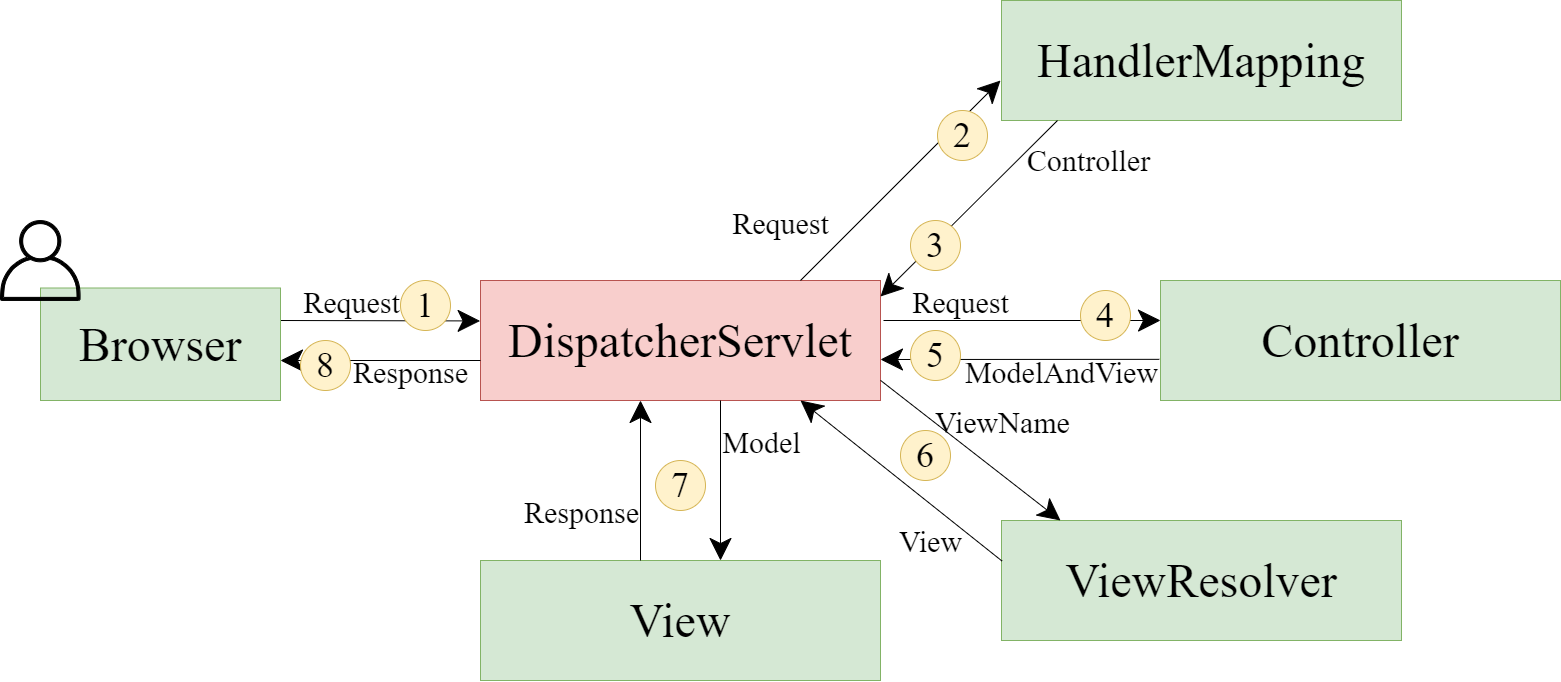 HandlerMapping
2
Controller
Request
3
Request
1
Request
4
Browser
DispatcherServlet
Controller
8
Response
5
ModelAndView
ViewName
Model
6
7
Response
View
ViewResolver
View